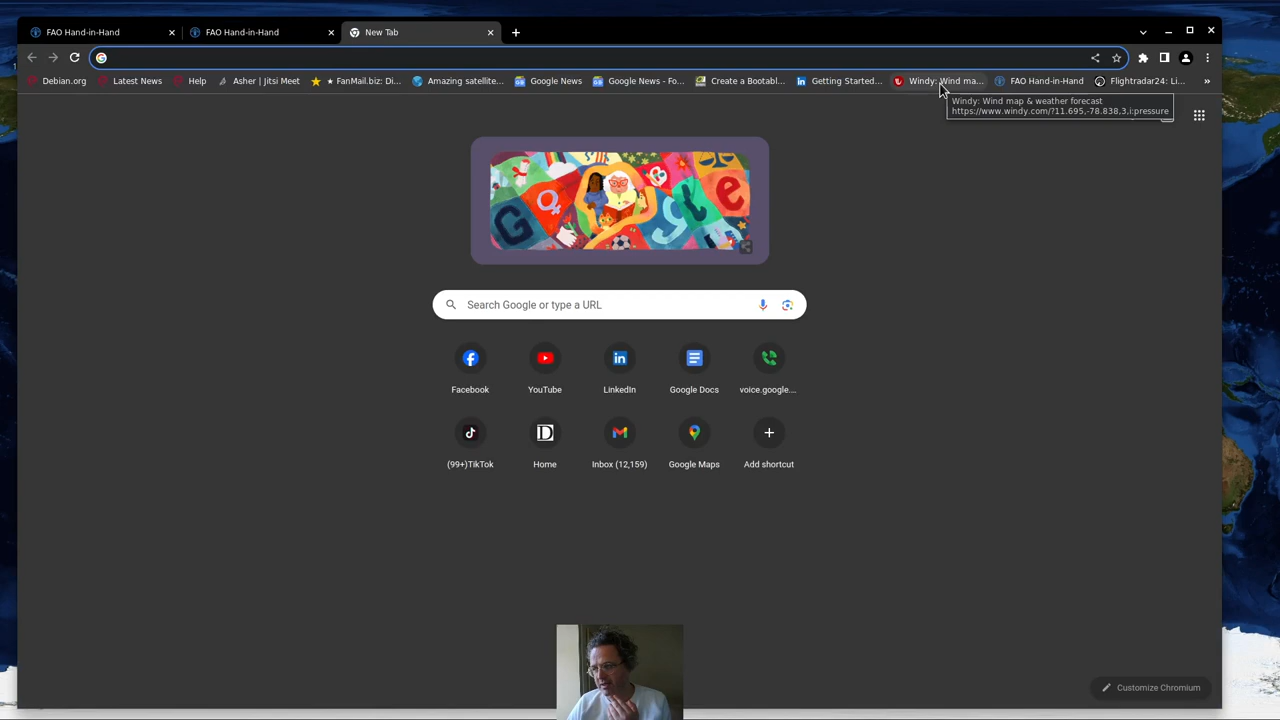 FAO Hand-in-Hand
FAO Hand-in-Hand
New Tab
Debian.org
Latest News
Help
Asher | Jitsi Meet
★ FanMail.biz: Di...
Amazing satellite...
Google News
Google News - Fo...
Create a Bootabl...
Getting Started...
Windy: Wind ma...
FAO Hand-in-Hand
Flightradar24: Li...
»
Windy: Wind map & weather forecast
https://www.windy.com/?11.695,-78.838,3,i:pressure
G g l e
Search Google or type a URL
Facebook
YouTube
LinkedIn
Google Docs
voice.google...
(99+)TikTok
Home
Inbox (12,159)
Google Maps
Add shortcut
Customize Chromium